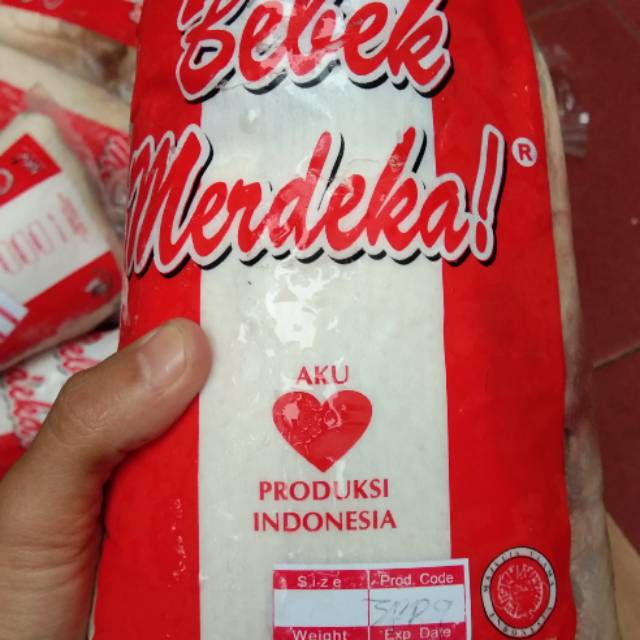 Bebek
Merdeka!®
AKU
PRODUKSI
INDONESIA
Size Prod. Code
Weight Exp. Date